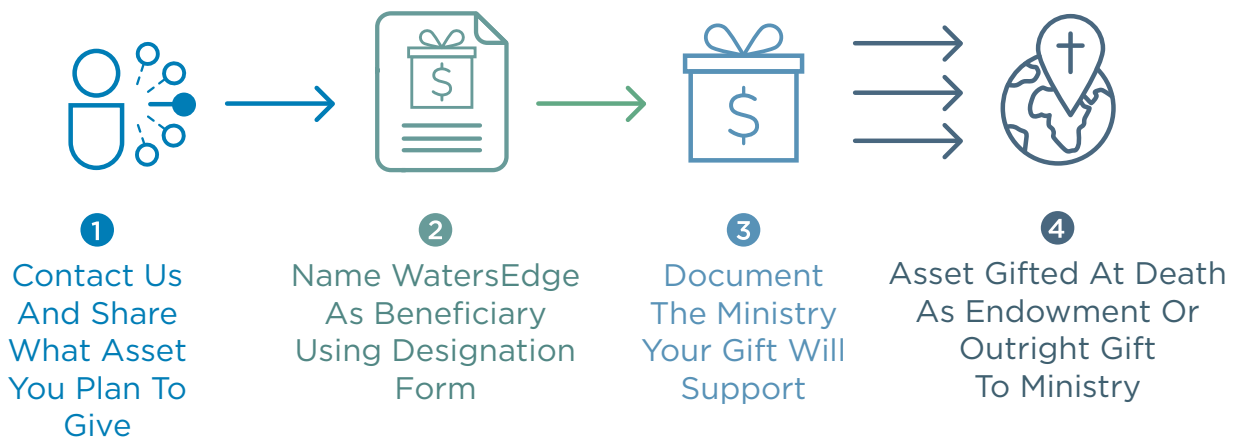 $
$
1
Contact Us
And Share
What Asset
You Plan To
Give
2
Name WatersEdge
As Beneficiary
Using Designation
Form
3
Document
The Ministry
Your Gift Will
Support
4
Asset Gifted At Death
As Endowment Or
Outright Gift
To Ministry